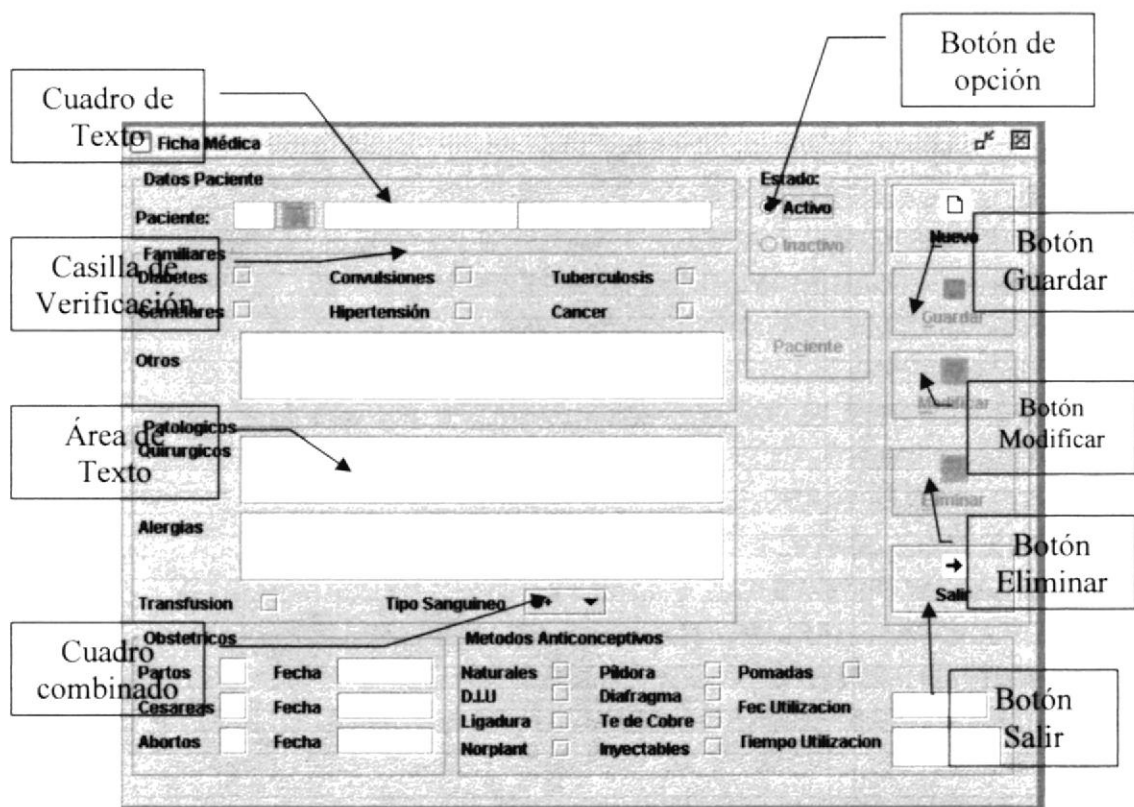 Botón de
opción
Cuadro de
Texto
Ficha Médica
Datos Paciente
Paciente:
Estado:
Activo
Inactivo
Nuevo
Botón
Guardar
Guardar
Familiares
Casilla de
Verificación
Diabetes
Convulsiones
Tuberculosis
Gemelares
Hipertensión
Cancer
Otros
Paciente
Modificar
Botón
Modificar
Área de
Texto
Patologicos
Quirurgicos
Eliminar
Botón
Eliminar
Alergias
Salir
Transfusion
Tipo Sanguineo
Cuadro
combinado
Obstetricos
Partos
Fecha
Cesareas
Fecha
Abortos
Fecha
Metodos Anticonceptivos
Naturales
Pildora
Pomadas
D.I.U
Diafragma
Fec Utilizacion
Ligadura
Te de Cobre
Norplant
Inyectables
Tiempo Utilizacion
Botón
Salir